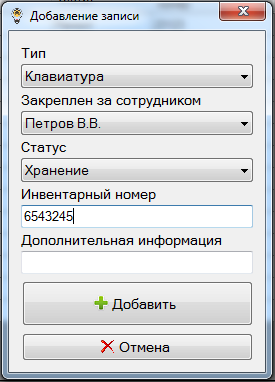 Добавление записи
Тип
Клавиатура
Закреплен за сотрудником
Петров В.В.
Статус
Хранение
Инвентарный номер
6543245
Дополнительная информация
Добавить
Отмена